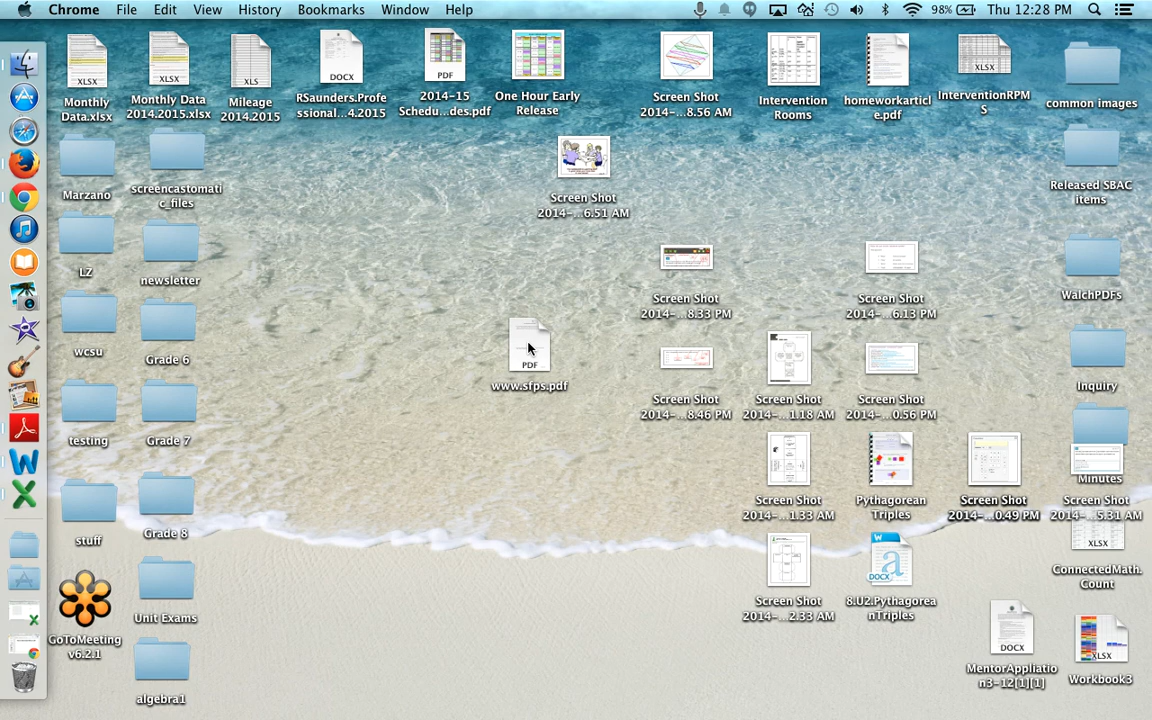 Chrome File Edit View History Bookmarks Window Help 98% Thu 12:28 PM
XLSX
Monthly
Data.xlsx
XLSX
Monthly Data
2014.2015.xlsx
XLS
Mileage
2014.2015
DOCX
RSaunders.Profe
ssional...4.2015
PDF
2014-15
Schedu...des.pdf
One Hour Early
Release
Screen Shot
2014-...8.56 AM
Intervention
Rooms
homeworkarticl
e.pdf
XLSX
InterventionRPM
S
common images
Marzano
screencastomati
c_files
Screen Shot
2014-...6.51 AM
Released SBAC
items
LZ
newsletter
Screen Shot
2014-...8.33 PM
Screen Shot
2014-...6.13 PM
WalchPDFs
wcsu
Grade 6
PDF
www.sfps.pdf
Screen Shot
2014-...8.46 PM
Screen Shot
2014-...1.18 AM
Screen Shot
2014-...0.56 PM
Inquiry
testing
Grade 7
Minutes
stuff
Grade 8
Screen Shot
2014-...1.33 AM
Pythagorean
Triples
Screen Shot
2014-...0.49 PM
Screen Shot
2014-...5.31 AM
XLSX
ConnectedMath.
Count
GoToMeeting
v6.2.1
Unit Exams
Screen Shot
2014-...2.33 AM
W
DOCX
8.U2.Pythagorea
nTriples
DOCX
MentorAppliatio
n3-12[1][1]
XLSX
Workbook3
algebra1